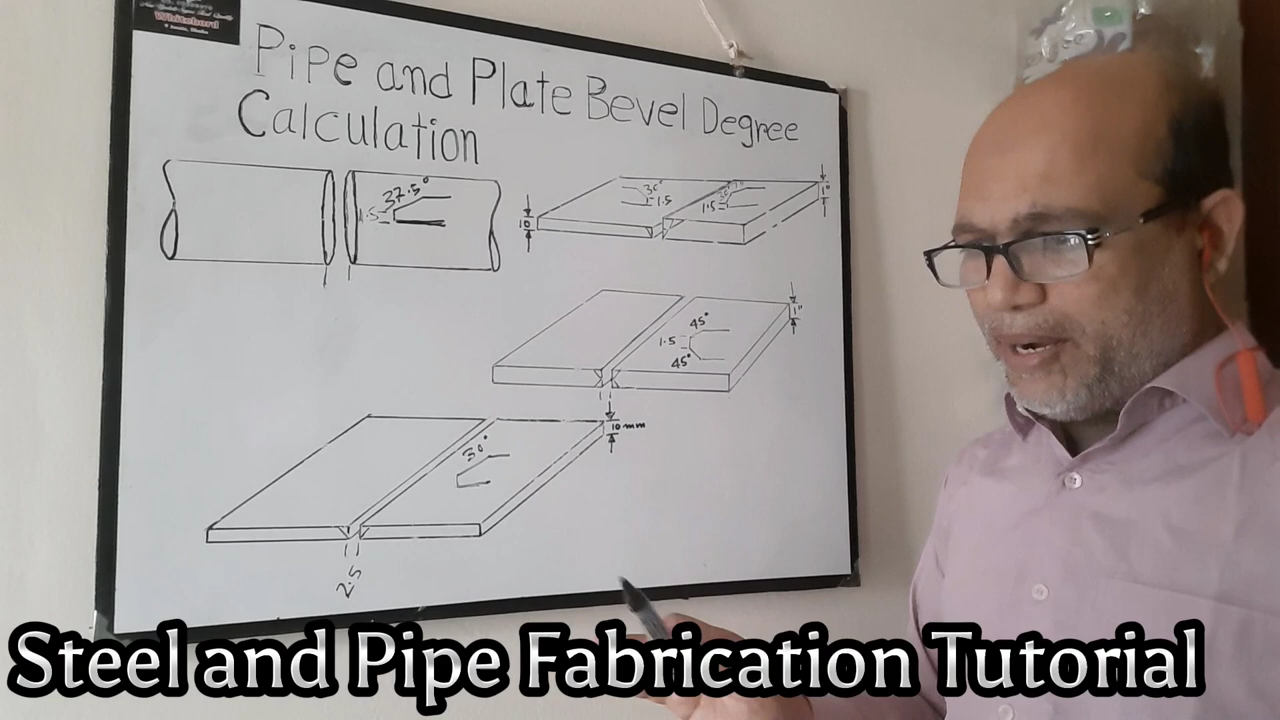 Whitebord
Pipe and Plate Bevel Degree
Calculation
37.5°
1.5
30°
1.5
1.5
10
1"
45°
1.5
45°
1"
30°
10 mm
2.5
Steel and Pipe Fabrication Tutorial